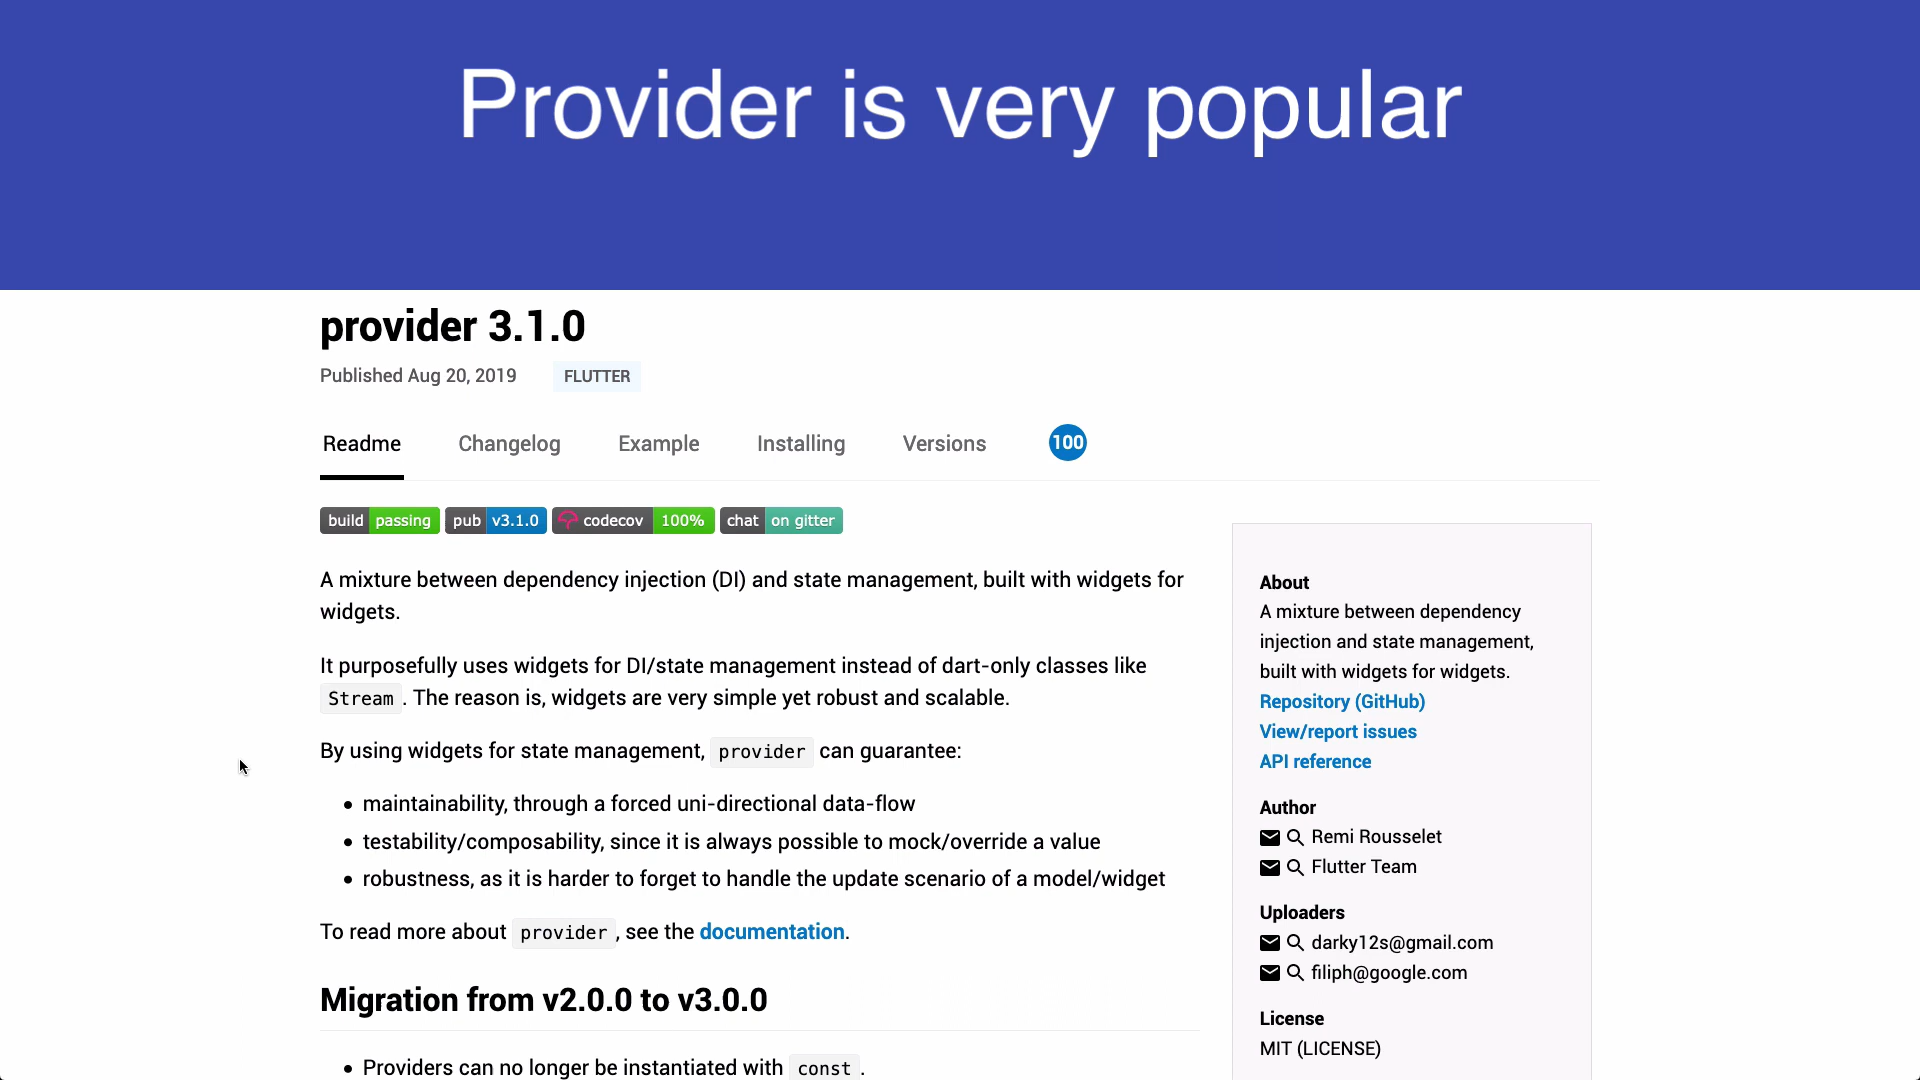 Provider is very popular
provider 3.1.0
Published Aug 20, 2019 FLUTTER
Readme Changelog Example Installing Versions 100
build passing pub v3.1.0 codecov 100% chat on gitter
A mixture between dependency injection (DI) and state management, built with widgets for
widgets.
It purposefully uses widgets for DI/state management instead of dart-only classes like
Stream. The reason is, widgets are very simple yet robust and scalable.
By using widgets for state management, provider can guarantee:
• maintainability, through a forced uni-directional data-flow
• testability/composability, since it is always possible to mock/override a value
• robustness, as it is harder to forget to handle the update scenario of a model/widget
To read more about provider, see the documentation.
Migration from v2.0.0 to v3.0.0
• Providers can no longer be instantiated with const.
About
A mixture between dependency
injection and state management,
built with widgets for widgets.
Repository (GitHub)
View/report issues
API reference
Author
Remi Rousselet
Flutter Team
Uploaders
darky12s@gmail.com
filiph@google.com
License
MIT (LICENSE)